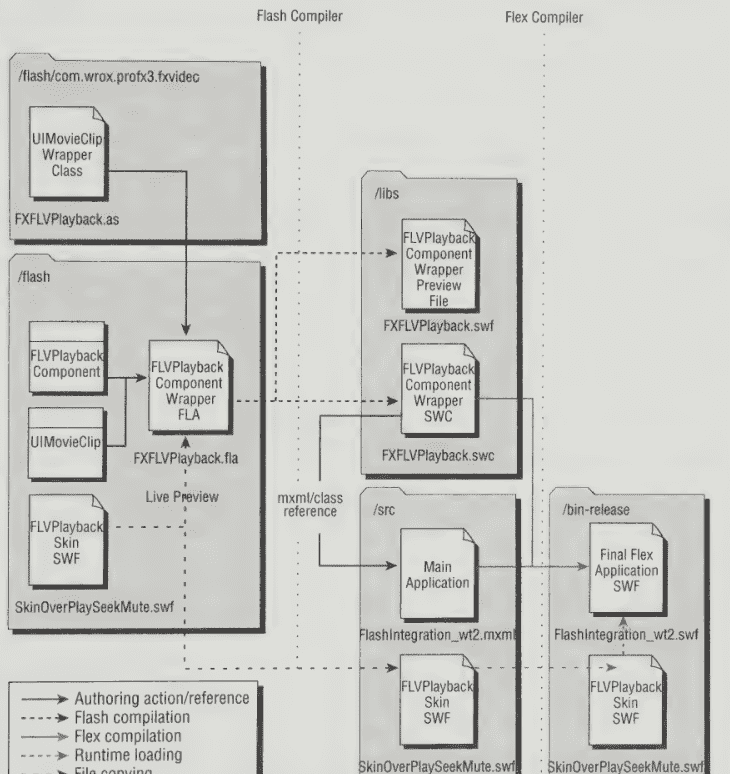 Flash Compiler
Flex Compiler
/flash/com.wrox.profx3.fxvidec
UIMovieClip
Wrapper
Class
FXFLVPlayback.as
/flash
FLVPlayback
Component
UIMovieClip
FLVPlayback
Component
Wrapper
FLA
FXFLVPlayback.fla
Live Preview
FLVPlayback
Skin
SWF
SkinOverPlaySeekMute.swf
/libs
FLVPlayback
Component
Wrapper
Preview
File
FXFLVPlayback.swf
FLVPlayback
Component
Wrapper
SWC
FXFLVPlayback.swc
mxml/class
reference
/src
Main
Application
FlashIntegration_wt2.mxml
FLVPlayback
Skin
SWF
SkinOverPlaySeekMute.swf
/bin-release
Final Flex
Application
SWF
FlashIntegration_wt2.swf
FLVPlayback
Skin
SWF
SkinOverPlaySeekMute.swf
Authoring action/reference
Flash compilation
Flex compilation
Runtime loading
File copying